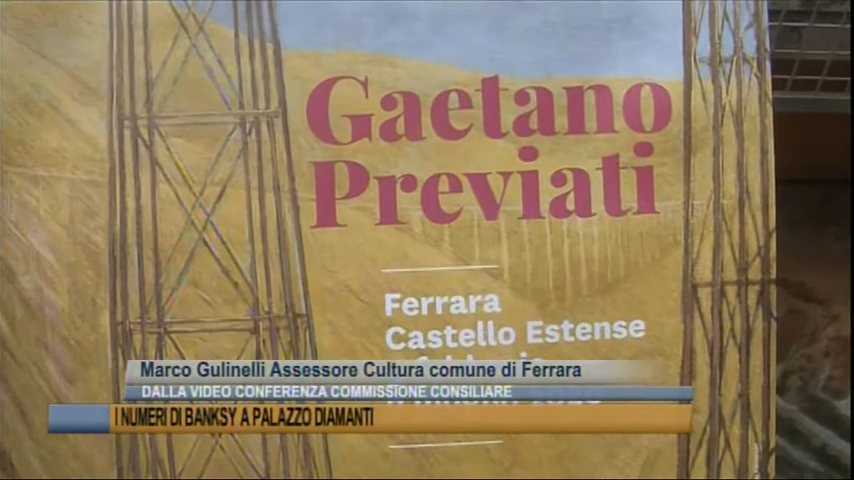 Gaetano
Previati
Ferrara
Castello Estense
Marco Gulinelli Assessore Cultura comune di Ferrara
DALLA VIDEO CONFERENZA COMMISSIONE CONSILIARE
I NUMERI DI BANKSY A PALAZZO DIAMANTI